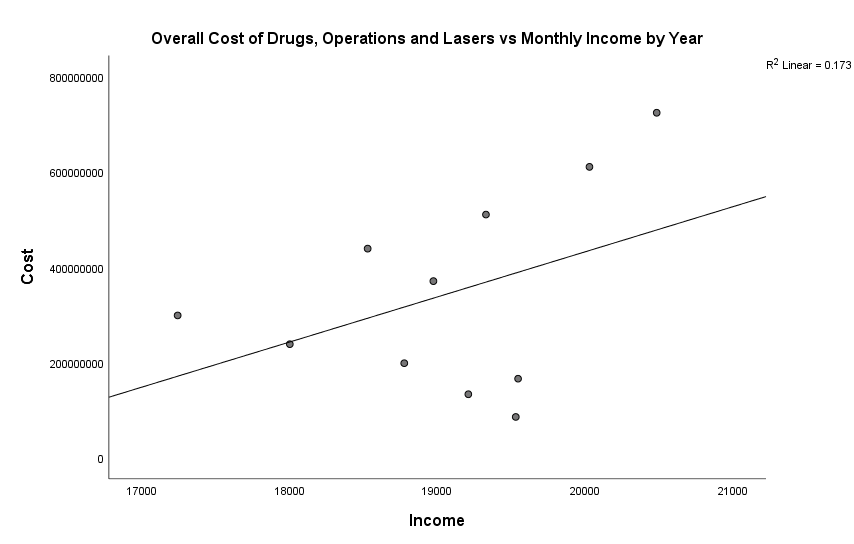 Overall Cost of Drugs, Operations and Lasers vs Monthly Income by Year
R2 Linear = 0.173
800000000
600000000
400000000
200000000
0
Cost
17000 18000 19000 20000 21000
Income